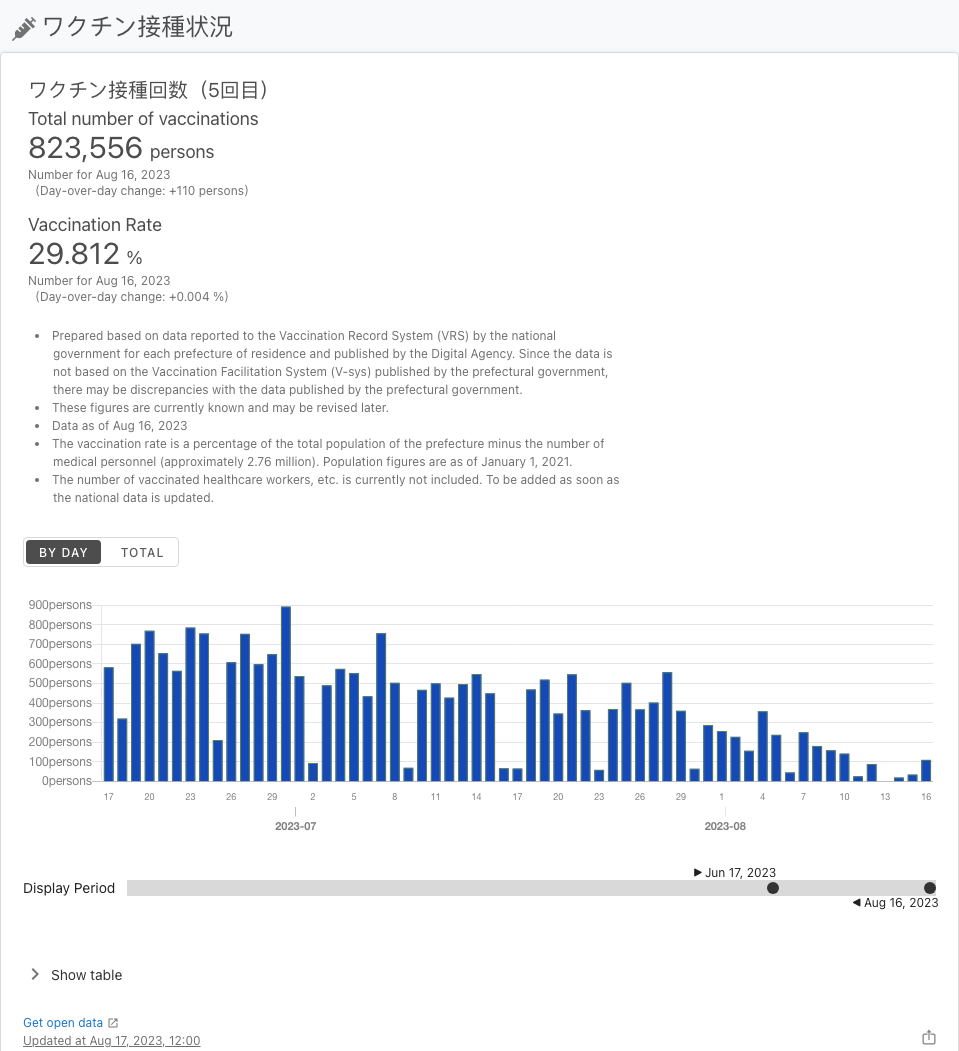 ワクチン接種状況
ワクチン接種回数（5回目）
Total number of vaccinations
823,556 persons
Number for Aug 16, 2023
(Day-over-day change: +110 persons)
Vaccination Rate
29.812 %
Number for Aug 16, 2023
(Day-over-day change: +0.004 %)
• Prepared based on data reported to the Vaccination Record System (VRS) by the national
government for each prefecture of residence and published by the Digital Agency. Since the data is
not based on the Vaccination Facilitation System (V-sys) published by the prefectural government,
there may be discrepancies with the data published by the prefectural government.
• These figures are currently known and may be revised later.
• Data as of Aug 16, 2023
• The vaccination rate is a percentage of the total population of the prefecture minus the number of
medical personnel (approximately 2.76 million). Population figures are as of January 1, 2021.
• The number of vaccinated healthcare workers, etc. is currently not included. To be added as soon as
the national data is updated.
BY DAY TOTAL
900persons
800persons
700persons
600persons
500persons
400persons
300persons
200persons
100persons
0persons
17 20 23 26 29 2 5 8 11 14 17 20 23 26 29 1 4 7 10 13 16
2023-07 2023-08
▶ Jun 17, 2023
Display Period
◀ Aug 16, 2023
Show table
Get open data
Updated at Aug 17, 2023, 12:00